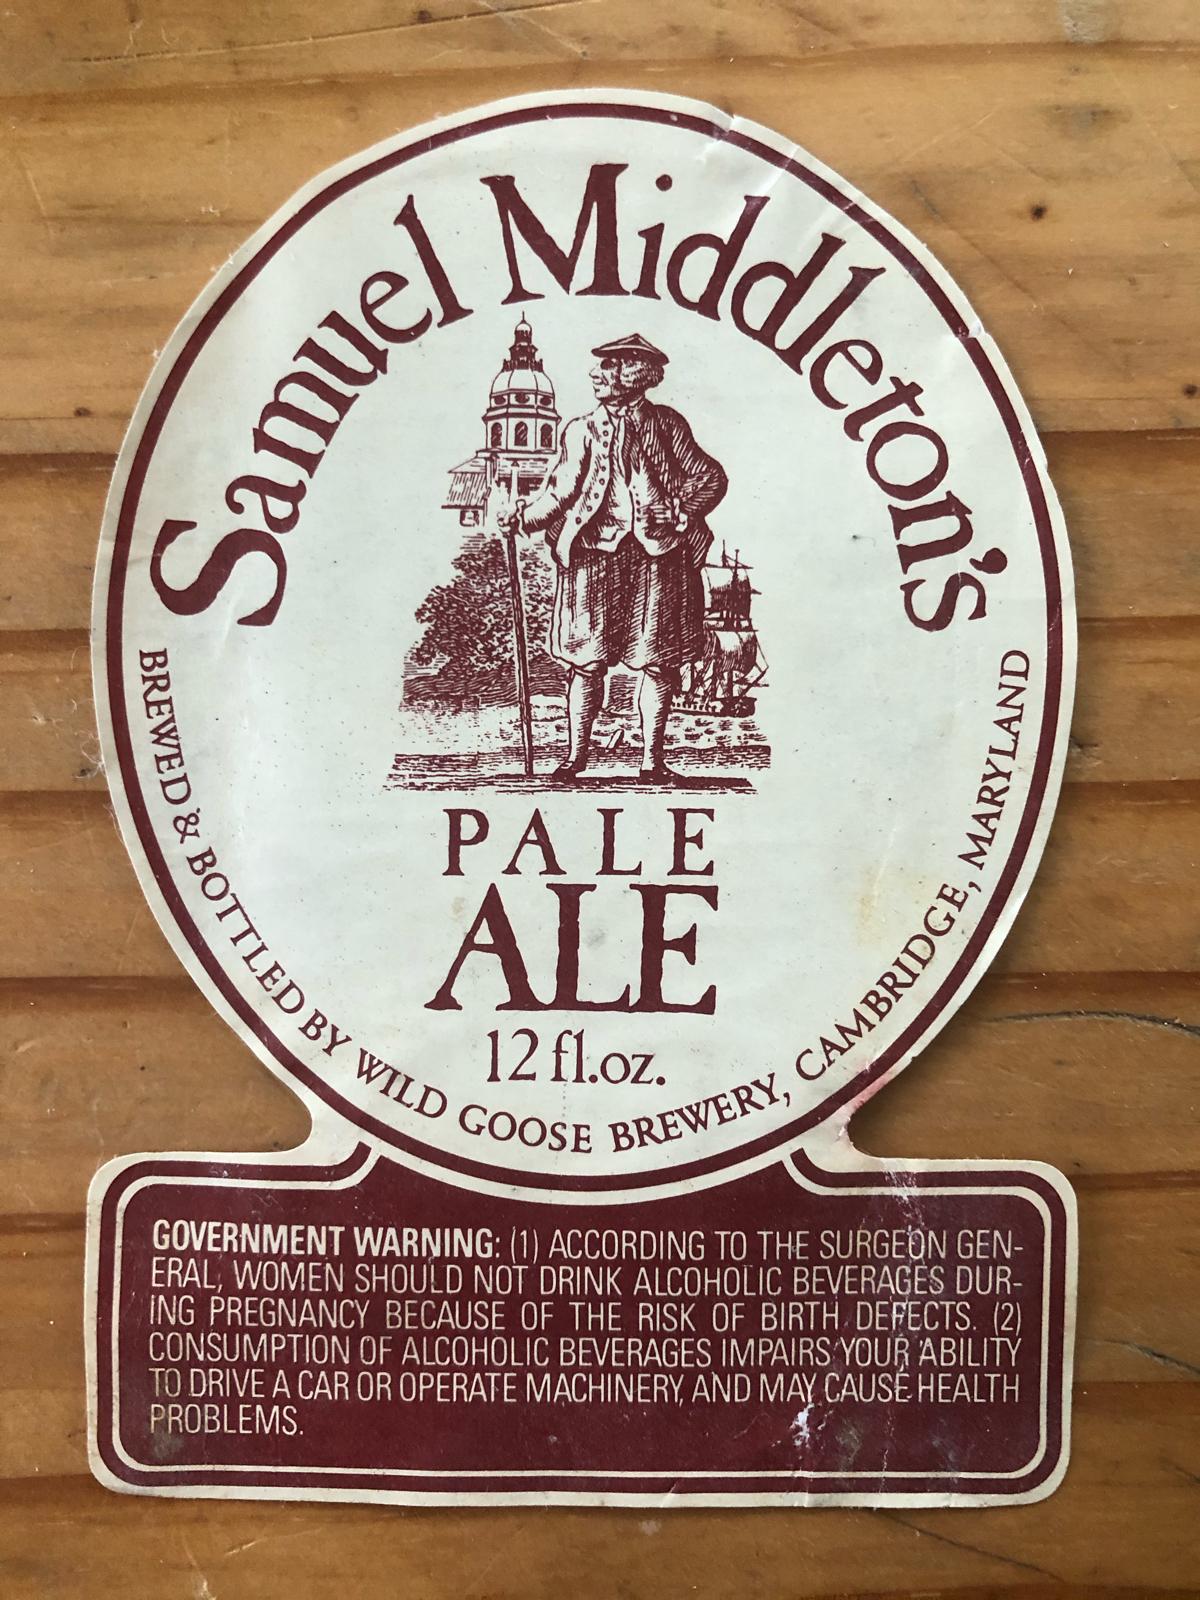 Samuel Middleton's
PALE
ALE
12 fl.oz.
BREWED & BOTTLED BY WILD GOOSE BREWERY, CAMBRIDGE, MARYLAND
GOVERNMENT WARNING: (1) ACCORDING TO THE SURGEON GEN-
ERAL, WOMEN SHOULD NOT DRINK ALCOHOLIC BEVERAGES DUR-
ING PREGNANCY BECAUSE OF THE RISK OF BIRTH DEFECTS. (2)
CONSUMPTION OF ALCOHOLIC BEVERAGES IMPAIRS YOUR ABILITY
TO DRIVE A CAR OR OPERATE MACHINERY, AND MAY CAUSE HEALTH
PROBLEMS.